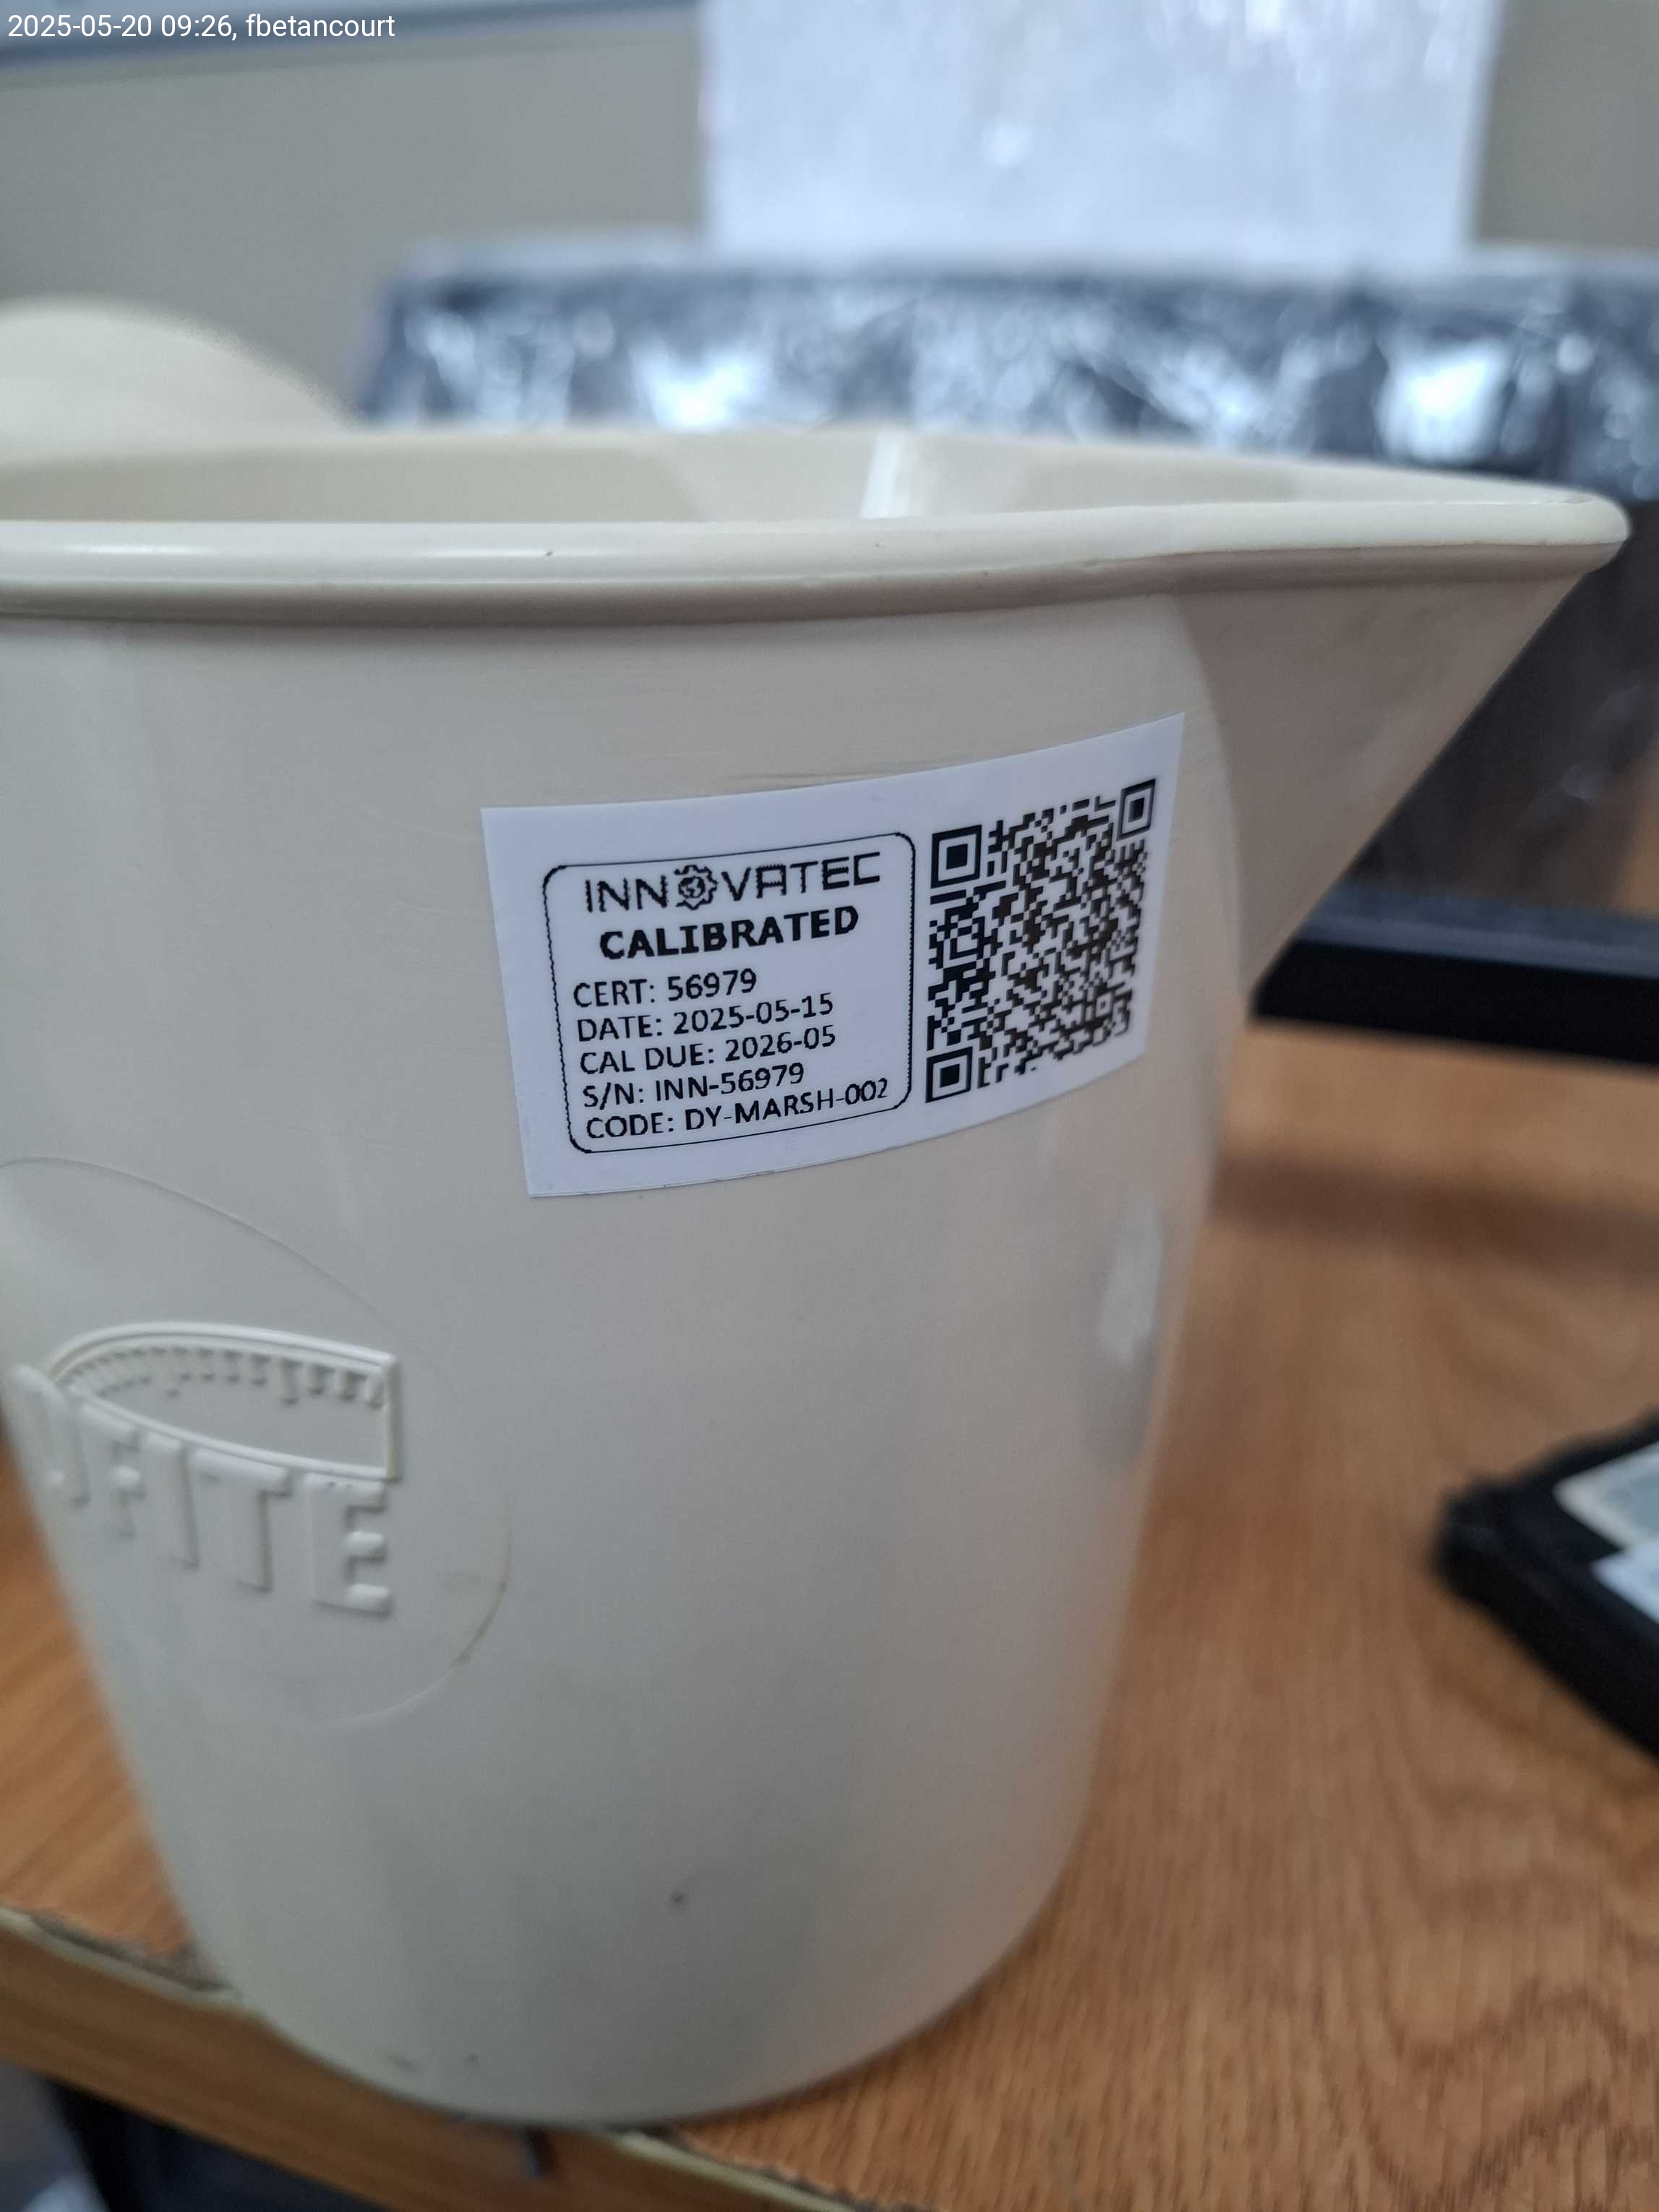 2025-05-20 09:26, fbetancourt
INNOVATEC
CALIBRATED
CERT: 56979
DATE: 2025-05-15
CAL DUE: 2026-05
S/N: INN-56979
CODE: DY-MARSH-002